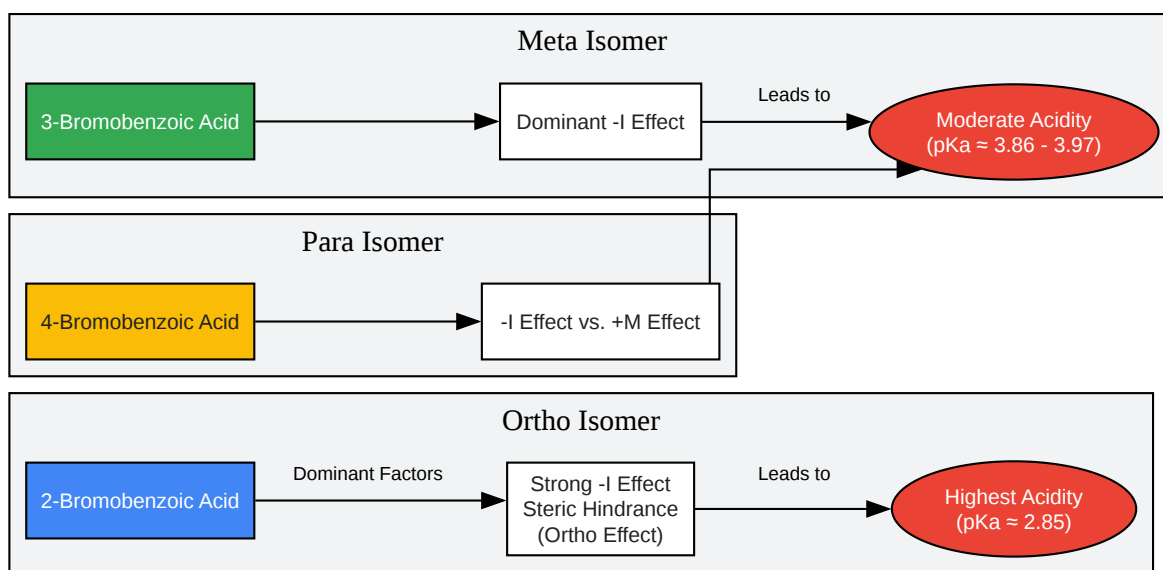 Meta Isomer
3-Bromobenzoic Acid
Dominant -I Effect
Leads to
Moderate Acidity
(pKa ≈ 3.86 - 3.97)
Para Isomer
4-Bromobenzoic Acid
-I Effect vs. +M Effect
Ortho Isomer
2-Bromobenzoic Acid
Dominant Factors
Strong -I Effect
Steric Hindrance
(Ortho Effect)
Leads to
Highest Acidity
(pKa ≈ 2.85)